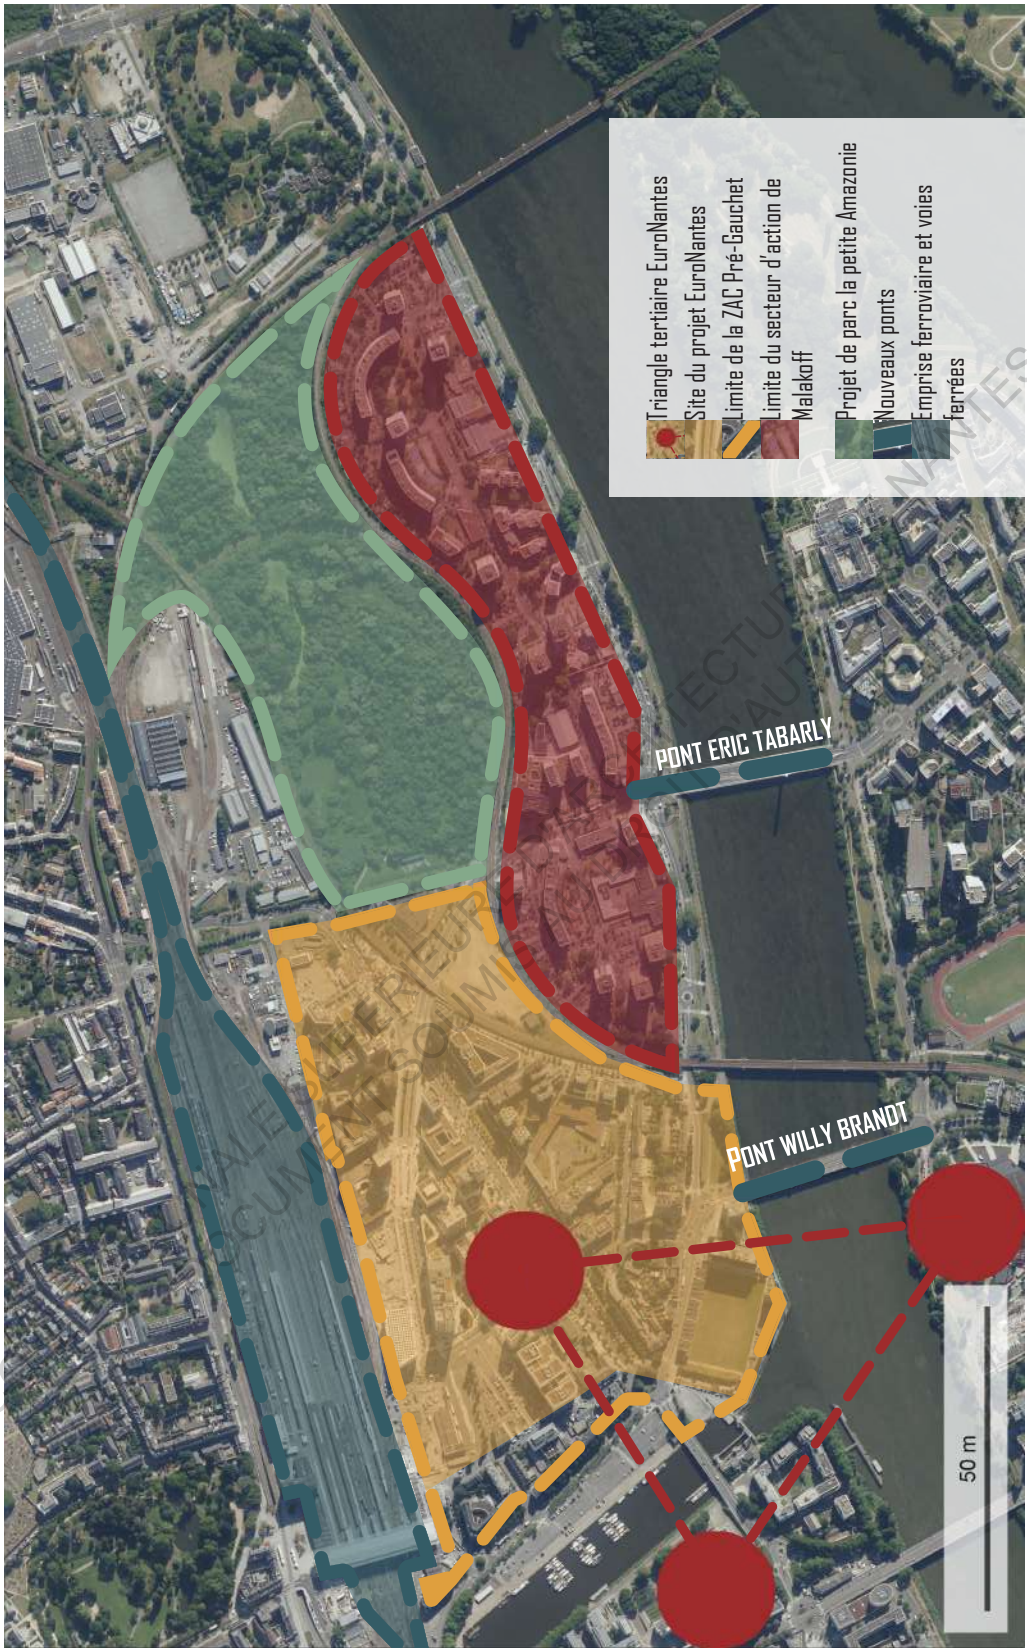 Triangle tertiaire EuroNantes
Site du projet EuroNantes
Limite de la ZAC Pré-Gauchet
Limite du secteur d'action de
Malakoff
Projet de parc la petite Amazonie
Nouveaux ponts
Emprise ferroviaire et voies
ferrées
PONT ERIC TABARLY
PONT WILLY BRANDT
50 m
NANTES